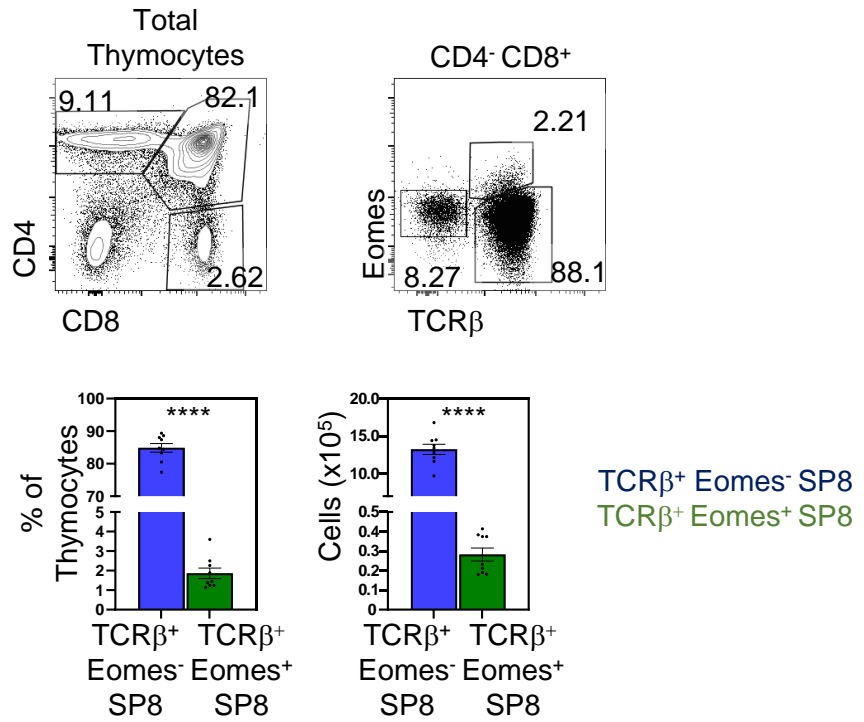 Total
Thymocytes
9.11
82.1
2.62
CD4
CD8
CD4⁻ CD8⁺
2.21
8.27
88.1
Eomes
TCRβ
% of
Thymocytes
100
90
80
70
5
4
3
2
1
0
****
TCRβ⁺
Eomes⁻
SP8
TCRβ⁺
Eomes⁺
SP8
Cells (x10⁵)
20.0
15.0
10.0
0.5
0.4
0.3
0.2
0.1
0
****
TCRβ⁺
Eomes⁻
SP8
TCRβ⁺
Eomes⁺
SP8
TCRβ⁺ Eomes⁻ SP8
TCRβ⁺ Eomes⁺ SP8